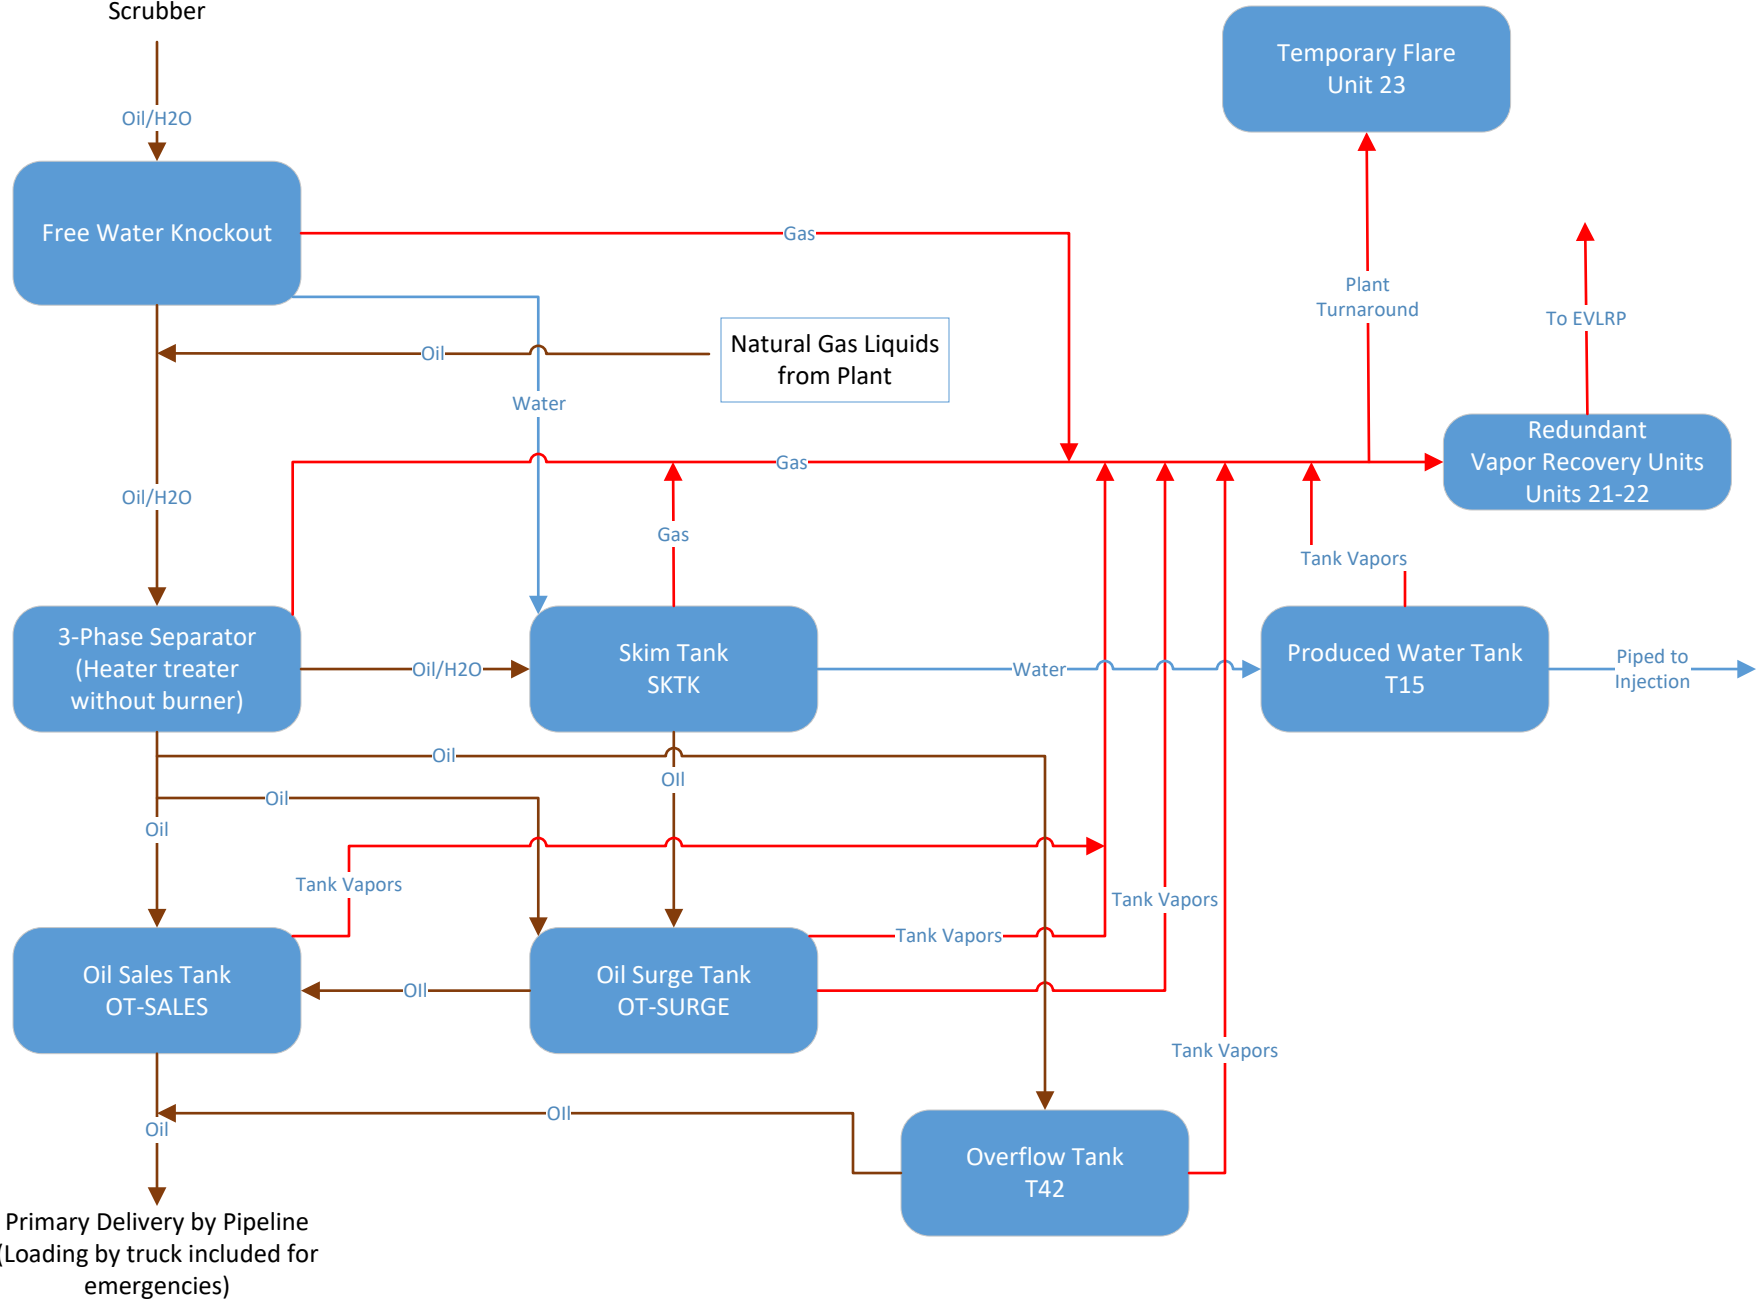 Scrubber
Temporary Flare
Unit 23
Oil/H2O
Free Water Knockout
Gas
Plant
Turnaround
To EVLRP
Natural Gas Liquids
from Plant
Oil
Water
Redundant
Vapor Recovery Units
Units 21-22
Gas
Oil/H2O
Gas
Tank Vapors
3-Phase Separator
(Heater treater
without burner)
Oil/H2O
Skim Tank
SKTK
Water
Produced Water Tank
T15
Piped to
Injection
Oil
OIl
Oil
Oil
Tank Vapors
Tank Vapors
Tank Vapors
Oil Sales Tank
OT-SALES
OIl
Oil Surge Tank
OT-SURGE
Tank Vapors
OIl
Oil
Overflow Tank
T42
Primary Delivery by Pipeline
(Loading by truck included for
emergencies)